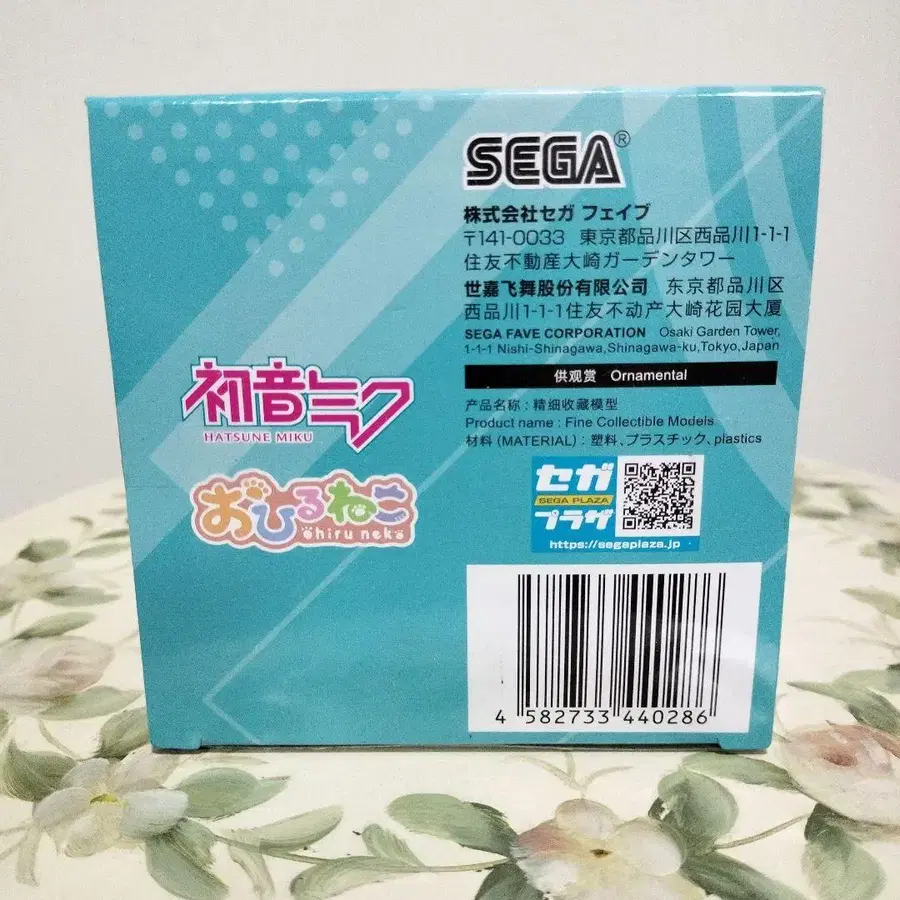 SEGA®
株式会社セガ フェイブ
〒141-0033 東京都品川区西品川1-1-1
住友不動産大崎ガーデンタワー
世嘉飞舞股份有限公司 东京都品川区
西品川1-1-1住友不动产大崎花园大厦
SEGA FAVE CORPORATION Osaki Garden Tower,
1-1-1 Nishi-Shinagawa,Shinagawa-ku,Tokyo,Japan
供观赏 Ornamental
产品名称：精细收藏模型
Product name : Fine Collectible Models
材料 (MATERIAL) : 塑料、プラスチック、plastics
初音ミク
HATSUNE MIKU
おひるねこ
ohiru neko
セガ
SEGA PLAZA
プラザ
https://segaplaza.jp
4 582733 440286